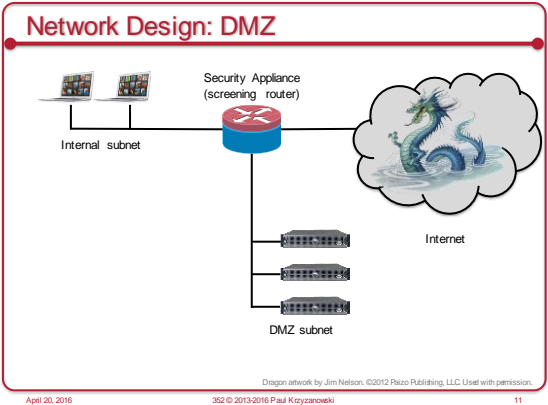 Network Design: DMZ
Security Appliance
(screening router)
Internal subnet
Internet
DMZ subnet
Dragon artwork by Jim Nelson. ©2012 Paizo Publishing, LLC. Used with permission.
April 20, 2016
352 © 2013-2016 Paul Krzyzanowski
11